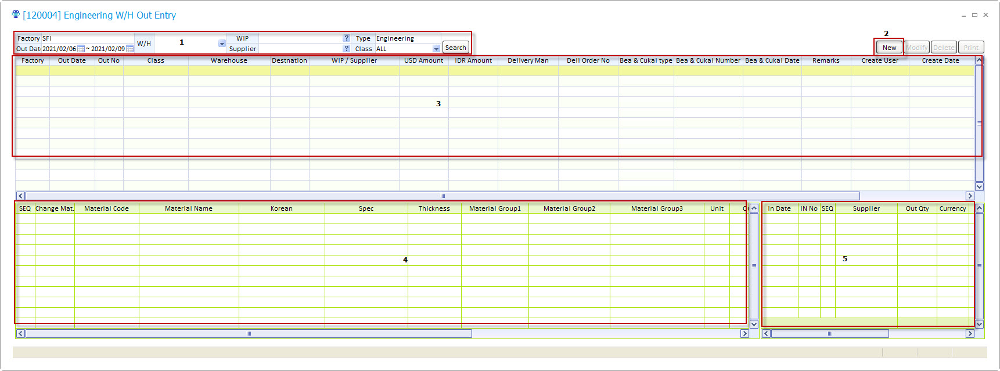 [120004] Engineering W/H Out Entry
2
Factory SFI W/H 1 WIP ? Type Engineering
Out Date 2021/02/06 ~ 2021/02/09 Supplier ? Class ALL Search New Modify Delete Print
Factory Out Date Out No Class Warehouse Destnation WIP / Supplier USD Amount IDR Amount Delivery Man Deli Order No Bea & Cukai type Bea & Cukai Number Bea & Cukai Date Remarks Create User Create Date
3
SEQ Change Mat. Material Code Material Name Korean Spec Thickness Material Group1 Material Group2 Material Group3 Unit In Date IN No SEQ Supplier Out Qty Currency
4 5